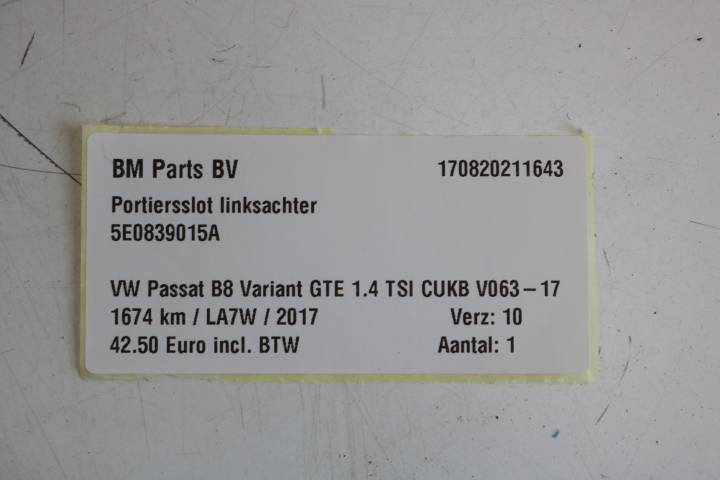 BM Parts BV 170820211643
Portiersslot linksachter
5E0839015A
VW Passat B8 Variant GTE 1.4 TSI CUKB V063-17
1674 km / LA7W / 2017 Verz: 10
42.50 Euro incl. BTW Aantal: 1